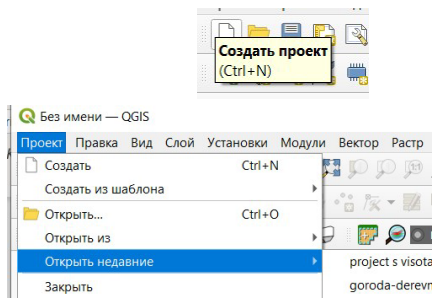 Создать проект
(Ctrl+N)
Без имени — QGIS
Проект Правка Вид Слой Установки Модули Вектор Растр
Создать Ctrl+N
Создать из шаблона
Открыть... Ctrl+O
Открыть из
Открыть недавние
project s visota
Закрыть
goroda-derevn